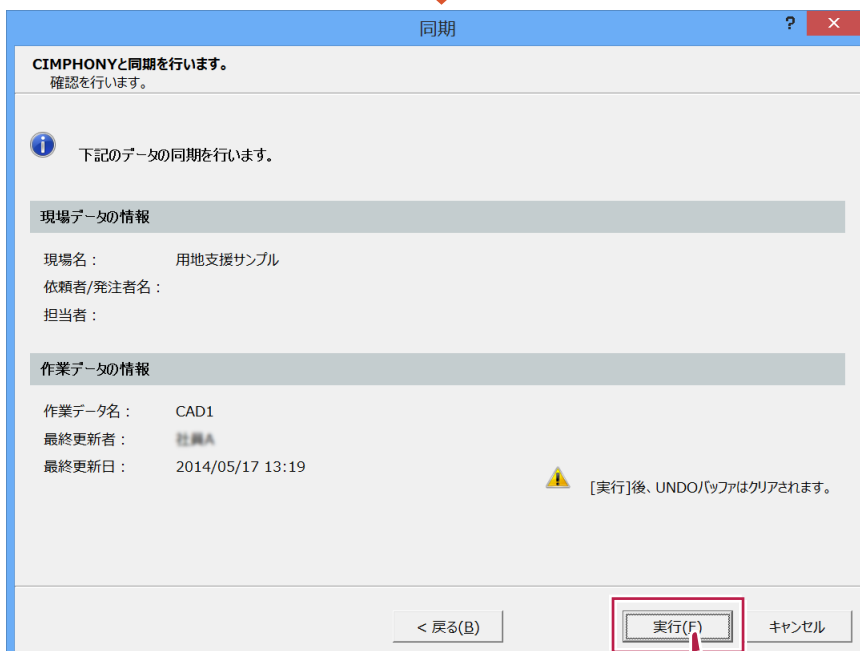 同期
?
CIMPHONYと同期を行います。
確認を行います。
下記のデータの同期を行います。
現場データの情報
現場名： 用地支援サンプル
依頼者/発注者名：
担当者：
作業データの情報
作業データ名： CAD1
最終更新者： 社員A
最終更新日： 2014/05/17 13:19
[実行]後、UNDOバッファはクリアされます。
< 戻る(B) 実行(F) キャンセル